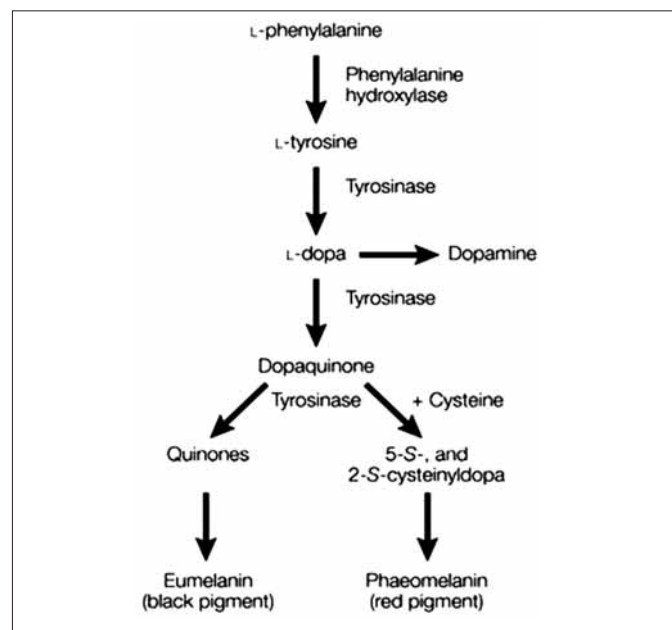 L-phenylalanine
Phenylalanine
hydroxylase
L-tyrosine
Tyrosinase
L-dopa
Dopamine
Tyrosinase
Dopaquinone
Tyrosinase
+ Cysteine
Quinones
5-S-, and
2-S-cysteinyldopa
Eumelanin
(black pigment)
Phaeomelanin
(red pigment)